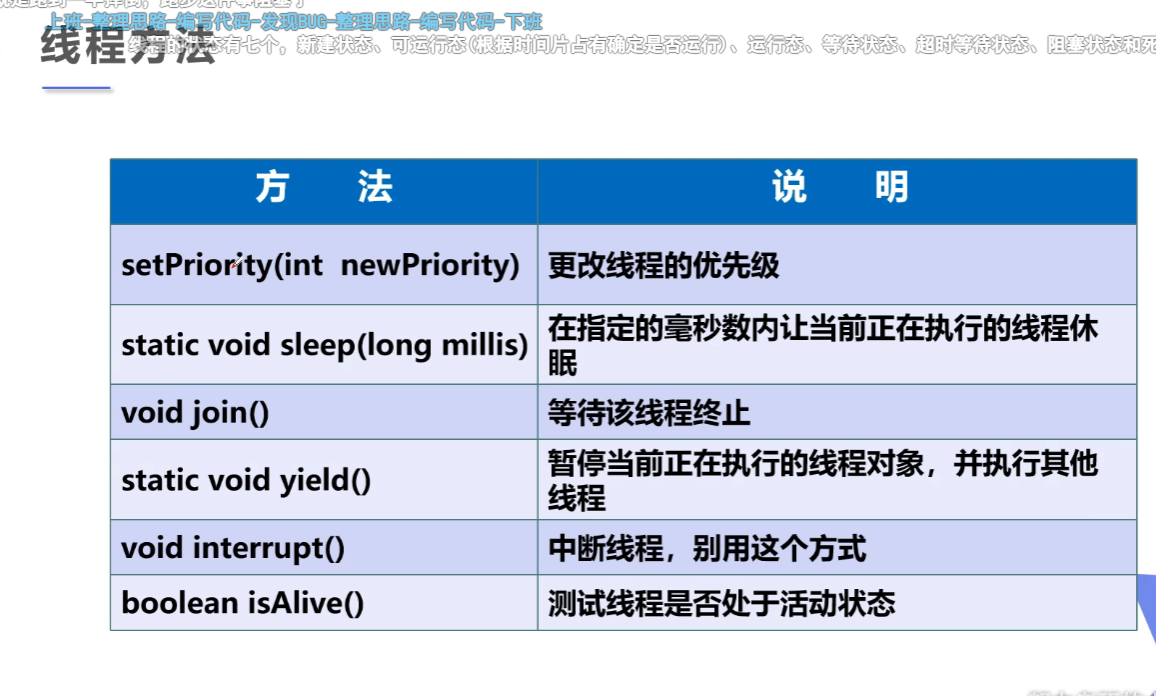 上班-整理思路-编写代码-发现BUG-整理思路-编写代码-下班
线程方法
线程的状态有七个，新建状态、可运行态(根据时间片占有确定是否运行)、运行态、等待状态、超时等待状态、阻塞状态和死
方 法 说 明
setPriority(int newPriority) 更改线程的优先级
static void sleep(long millis) 在指定的毫秒数内让当前正在执行的线程休
眠
void join() 等待该线程终止
static void yield() 暂停当前正在执行的线程对象，并执行其他
线程
void interrupt() 中断线程，别用这个方式
boolean isAlive() 测试线程是否处于活动状态